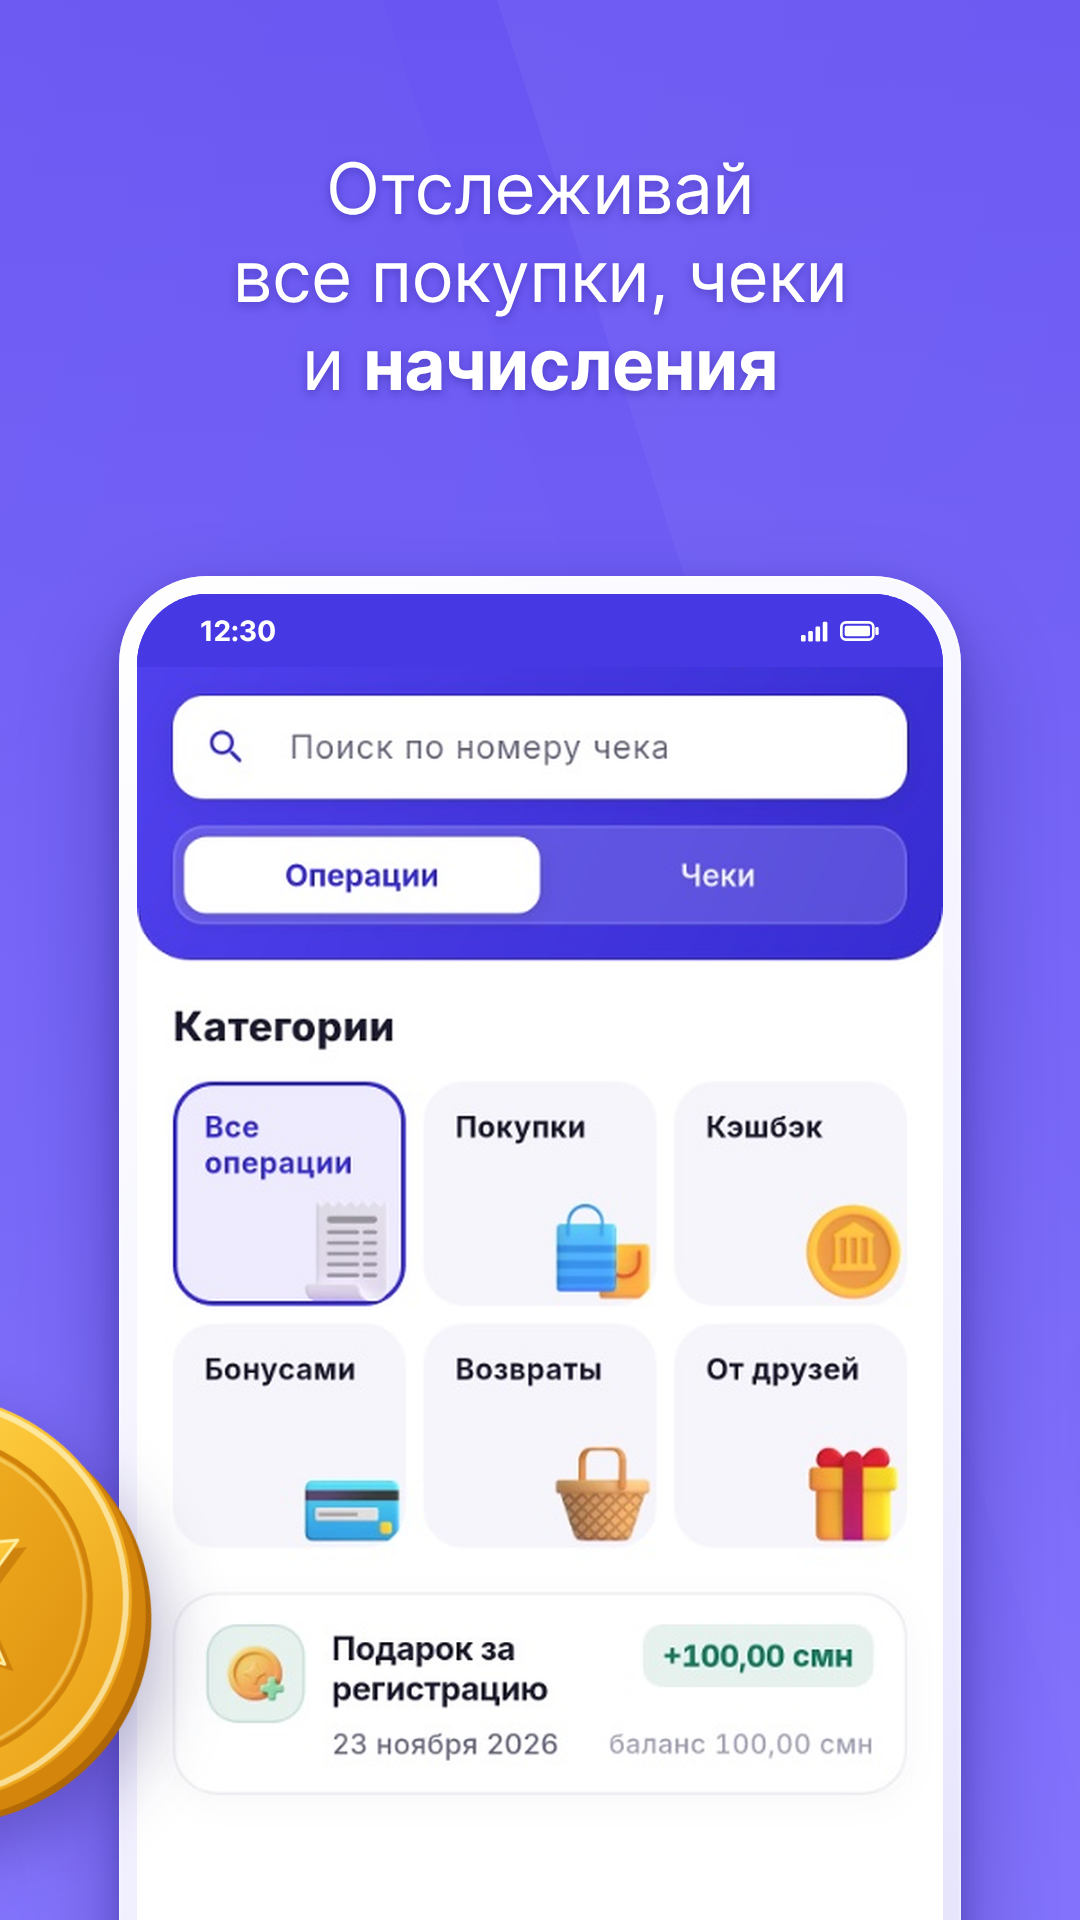 Отслеживай
все покупки, чеки
и начисления
12:30
Поиск по номеру чека
Операции
Чеки
Категории
Все
операции
Покупки
Кэшбэк
Бонусами
Возвраты
От друзей
Подарок за
регистрацию
+100,00 смн
23 ноября 2026
баланс 100,00 смн